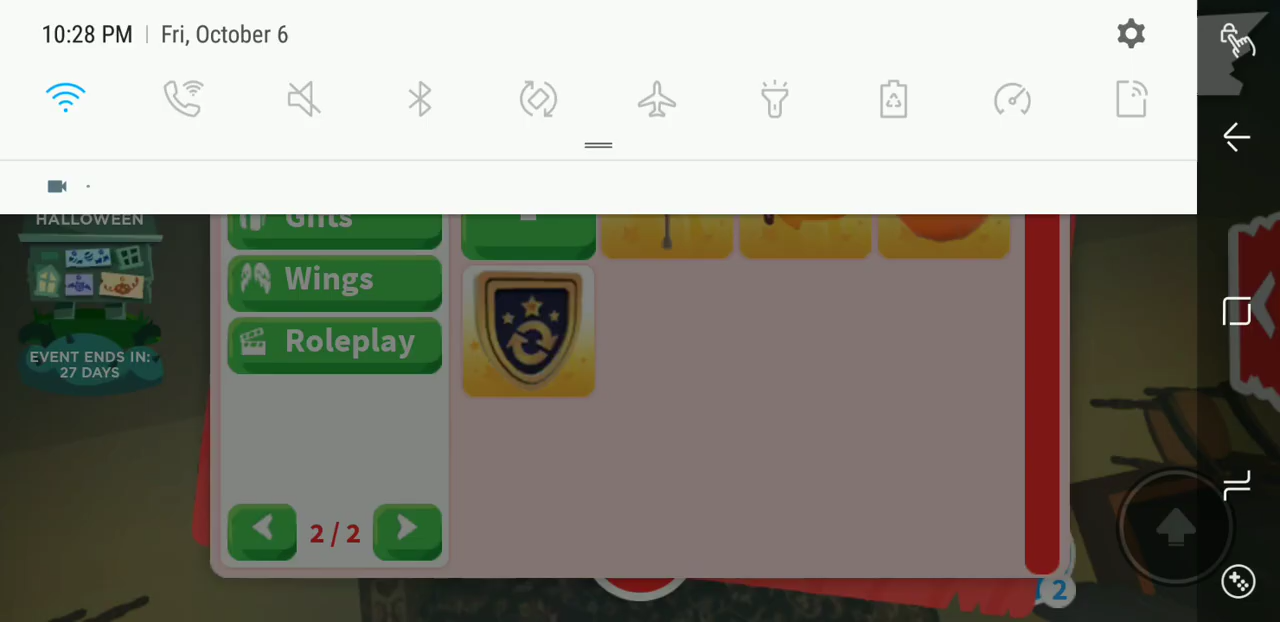 10:28 PM | Fri, October 6
HALLOWEEN
EVENT ENDS IN:
27 DAYS
Gifts
Wings
Roleplay
2 / 2
2